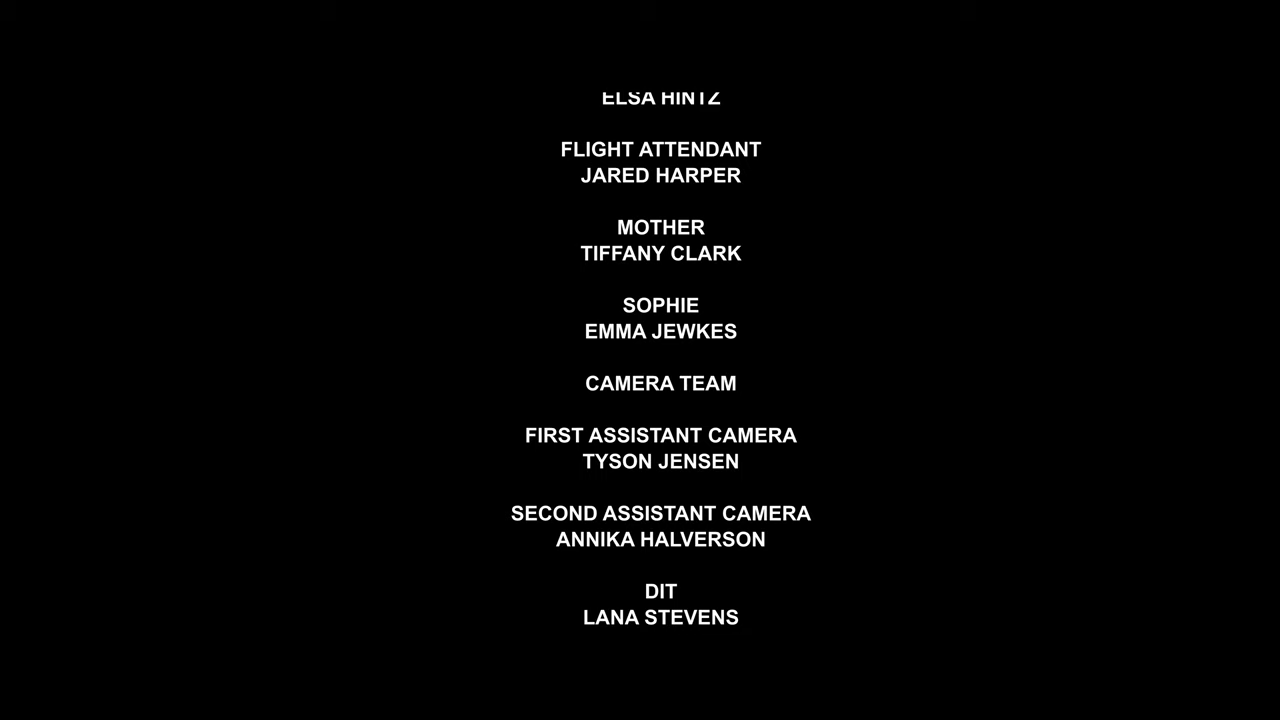 ELSA HINTZ
FLIGHT ATTENDANT
JARED HARPER
MOTHER
TIFFANY CLARK
SOPHIE
EMMA JEWKES
CAMERA TEAM
FIRST ASSISTANT CAMERA
TYSON JENSEN
SECOND ASSISTANT CAMERA
ANNIKA HALVERSON
DIT
LANA STEVENS